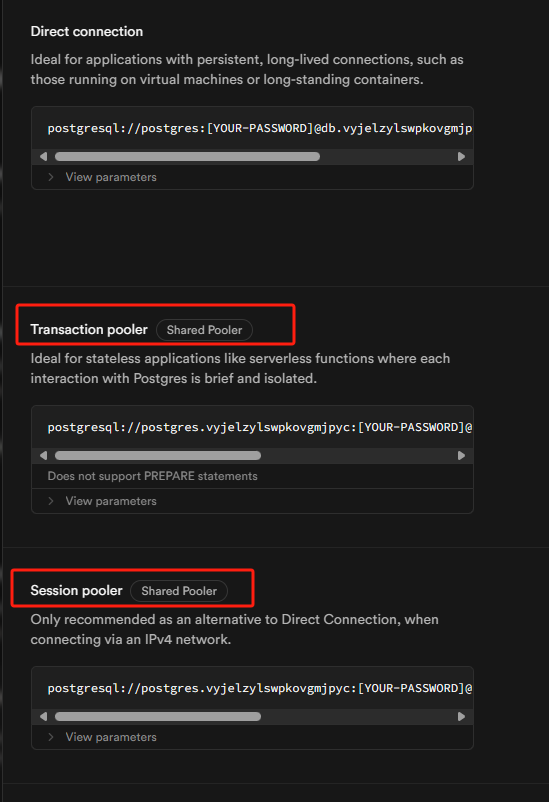 Direct connection
Ideal for applications with persistent, long-lived connections, such as
those running on virtual machines or long-standing containers.
postgresql://postgres:[YOUR-PASSWORD]@db.vyjelzylswpkovgmjp
View parameters
Transaction pooler Shared Pooler
Ideal for stateless applications like serverless functions where each
interaction with Postgres is brief and isolated.
postgresql://postgres.vyjelzylswpkovgmjpyc:[YOUR-PASSWORD]@
Does not support PREPARE statements
View parameters
Session pooler Shared Pooler
Only recommended as an alternative to Direct Connection, when
connecting via an IPv4 network.
postgresql://postgres.vyjelzylswpkovgmjpyc:[YOUR-PASSWORD]@
View parameters